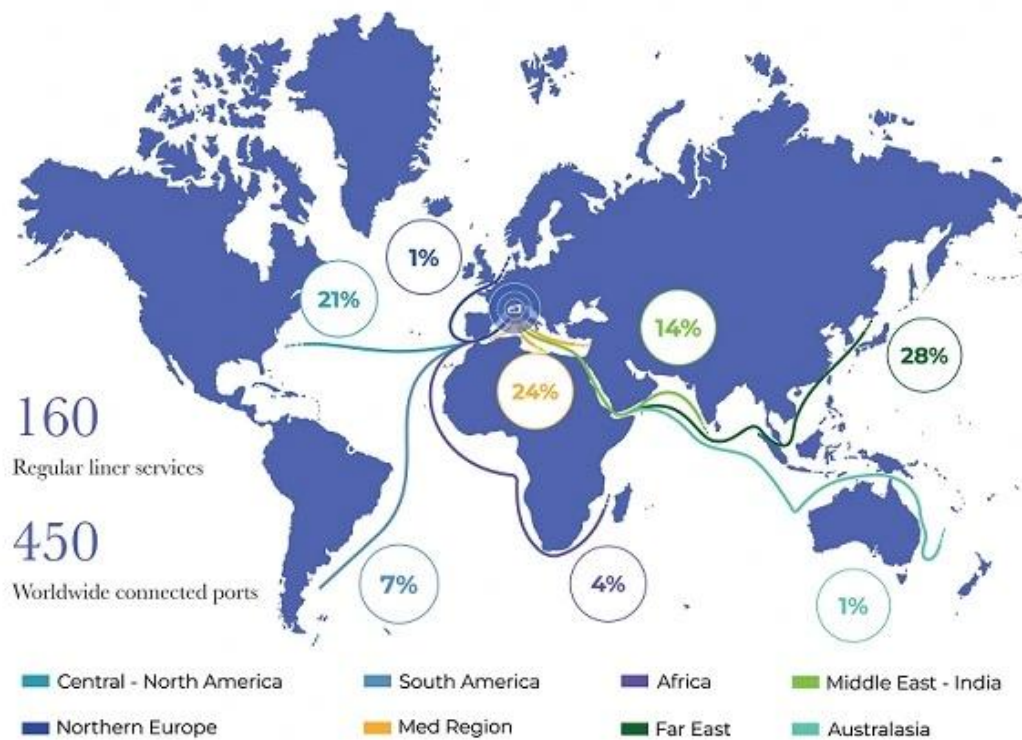 1%
21%
14%
28%
24%
160
Regular liner services
450
Worldwide connected ports
7%
4%
1%
Central - North America
South America
Africa
Middle East - India
Northern Europe
Med Region
Far East
Australasia